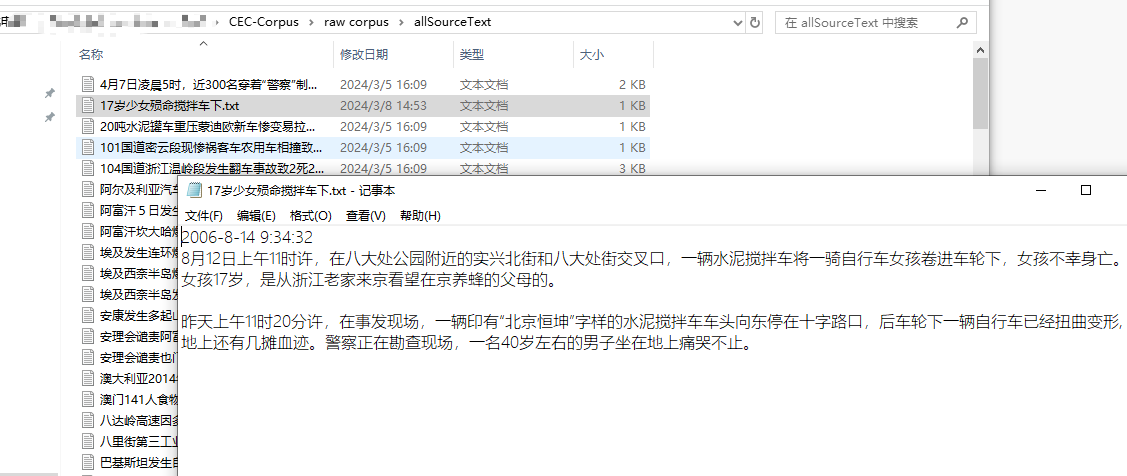 CEC-Corpus > raw corpus > allSourceText
在 allSourceText 中搜索
名称 修改日期 类型 大小
4月7日凌晨5时，近300名穿着“警察”制... 2024/3/5 16:09 文本文档 2 KB
17岁少女殒命搅拌车下.txt 2024/3/8 14:53 文本文档 1 KB
20吨水泥罐车重压蒙迪欧新车惨变易拉... 2024/3/5 16:09 文本文档 1 KB
101国道密云段现惨祸客车农用车相撞致... 2024/3/5 16:09 文本文档 1 KB
104国道浙江温岭段发生翻车事故致2死2... 2024/3/5 16:09 文本文档 3 KB
阿尔及利亚汽车
阿富汗５日发生
阿富汗坎大哈爆
埃及发生连环爆
埃及西奈半岛爆
埃及西奈半岛发
安康发生多起山
安理会谴责阿富
安理会谴责也门
澳大利亚2014年
澳门141人食物
八达岭高速因多
八里街第三工业
巴基斯坦发生自
17岁少女殒命搅拌车下.txt - 记事本
文件(F) 编辑(E) 格式(O) 查看(V) 帮助(H)
2006-8-14 9:34:32
8月12日上午11时许，在八大处公园附近的实兴北街和八大处街交叉口，一辆水泥搅拌车将一骑自行车女孩卷进车轮下，女孩不幸身亡。
女孩17岁，是从浙江老家来京看望在京养蜂的父母的。
昨天上午11时20分许，在事发现场，一辆印有“北京恒坤”字样的水泥搅拌车车头向东停在十字路口，后车轮下一辆自行车已经扭曲变形,
地上还有几摊血迹。警察正在勘查现场，一名40岁左右的男子坐在地上痛哭不止。